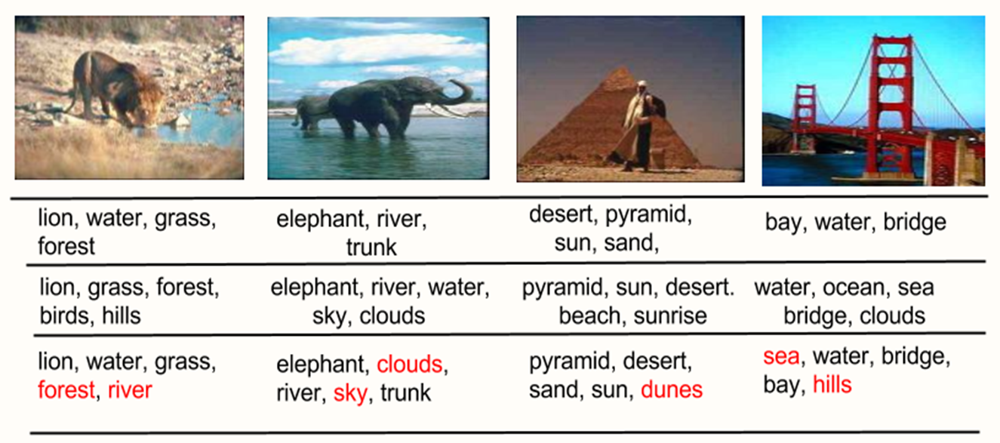 lion, water, grass,
forest
elephant, river,
trunk
desert, pyramid,
sun, sand,
bay, water, bridge
lion, grass, forest,
birds, hills
elephant, river, water,
sky, clouds
pyramid, sun, desert.
beach, sunrise
water, ocean, sea
bridge, clouds
lion, water, grass,
forest, river
elephant, clouds,
river, sky, trunk
pyramid, desert,
sand, sun, dunes
sea, water, bridge,
bay, hills